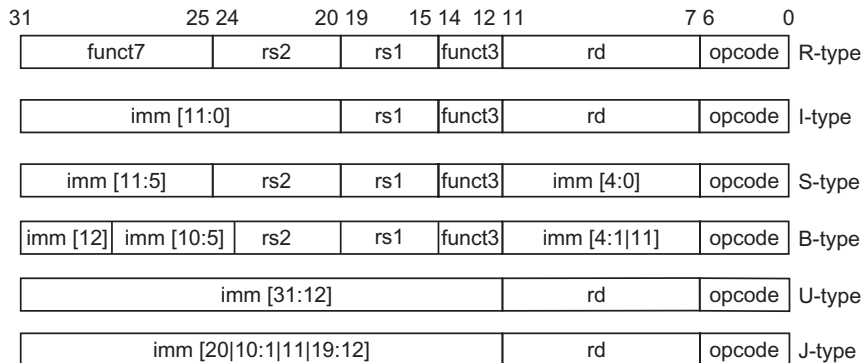 31 25 24 20 19 15 14 12 11 7 6 0
funct7 rs2 rs1 funct3 rd opcode R-type
imm [11:0] rs1 funct3 rd opcode I-type
imm [11:5] rs2 rs1 funct3 imm [4:0] opcode S-type
imm [12] imm [10:5] rs2 rs1 funct3 imm [4:1|11] opcode B-type
imm [31:12] rd opcode U-type
imm [20|10:1|11|19:12] rd opcode J-type